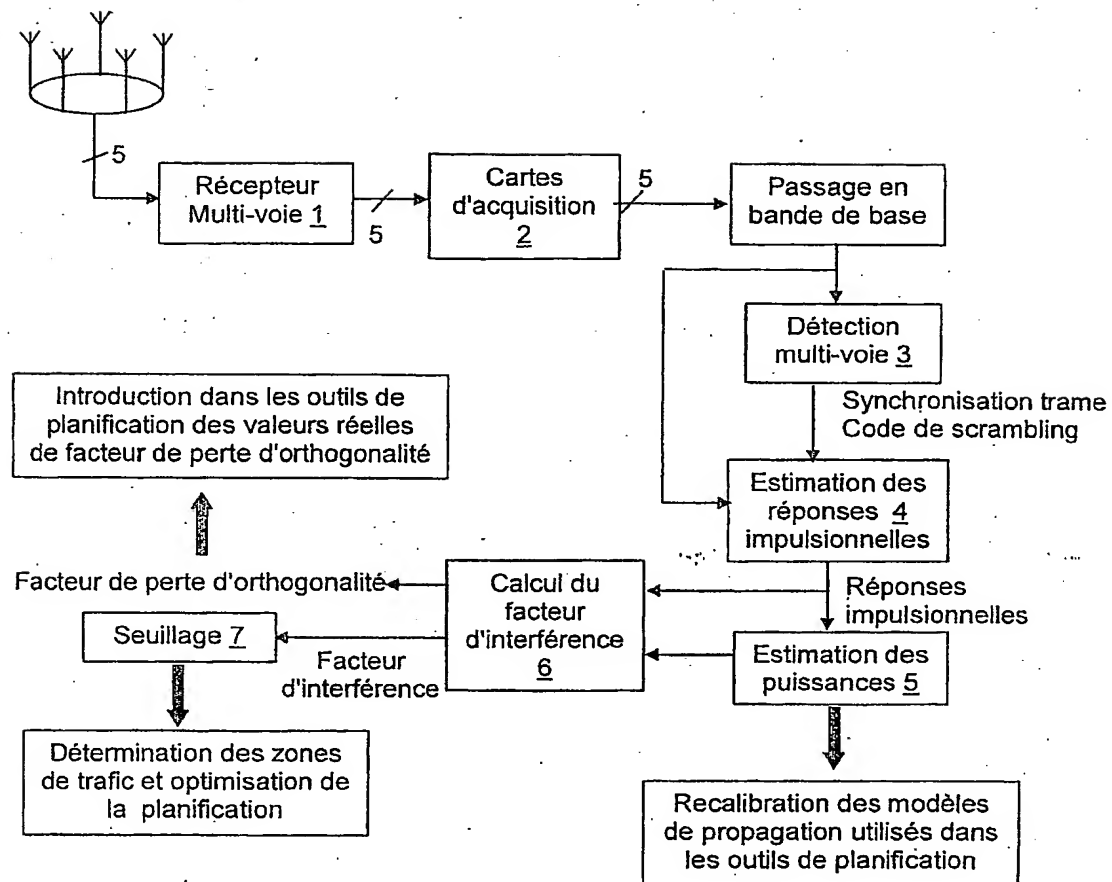 5
Récepteur
Multi-voie 1
5
Cartes
d'acquisition
2
5
Passage en
bande de base
Détection
multi-voie 3
Synchronisation trame
Code de scrambling
Introduction dans les outils de
planification des valeurs réelles
de facteur de perte d'orthogonalité
Estimation des
réponses 4
impulsionnelles
Réponses
impulsionnelles
Facteur de perte d'orthogonalité
Calcul du
facteur
d'interférence
6
Seuillage 7
Facteur
d'interférence
Estimation des
puissances 5
Détermination des zones
de trafic et optimisation de
la planification
Recalibration des modèles
de propagation utilisés dans
les outils de planification